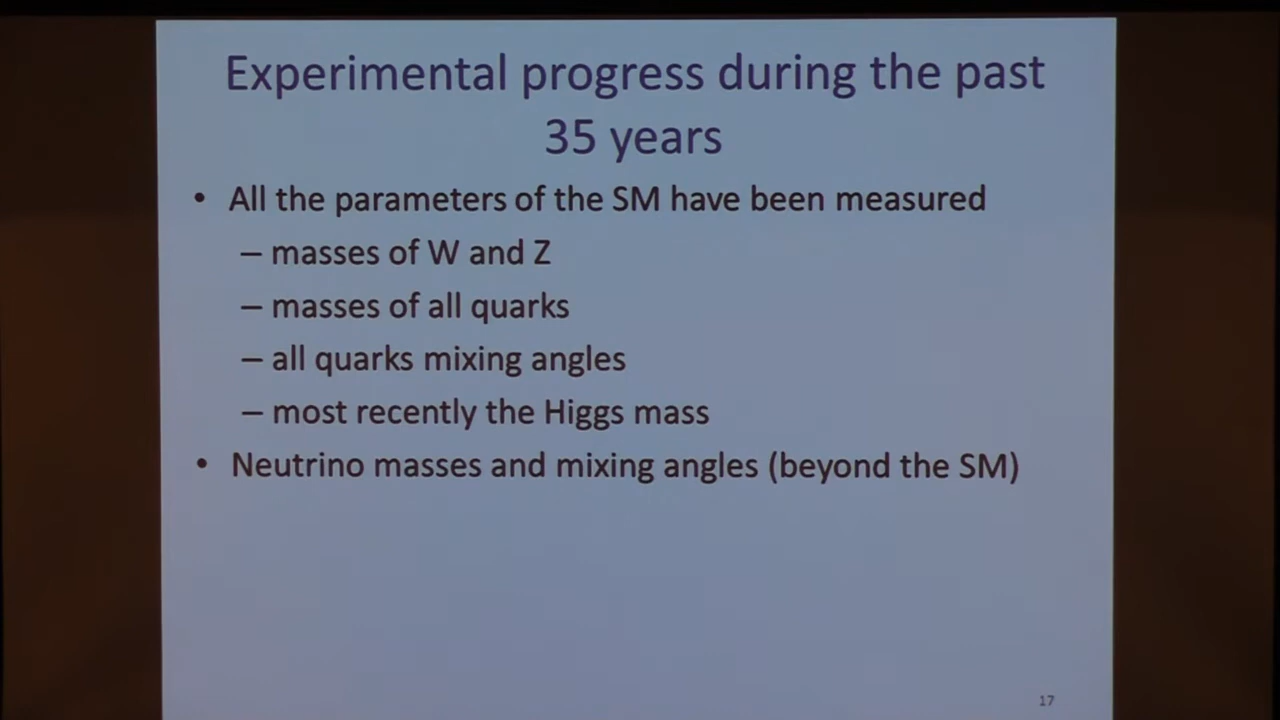 Experimental progress during the past
35 years
• All the parameters of the SM have been measured
– masses of W and Z
– masses of all quarks
– all quarks mixing angles
– most recently the Higgs mass
• Neutrino masses and mixing angles (beyond the SM)
17